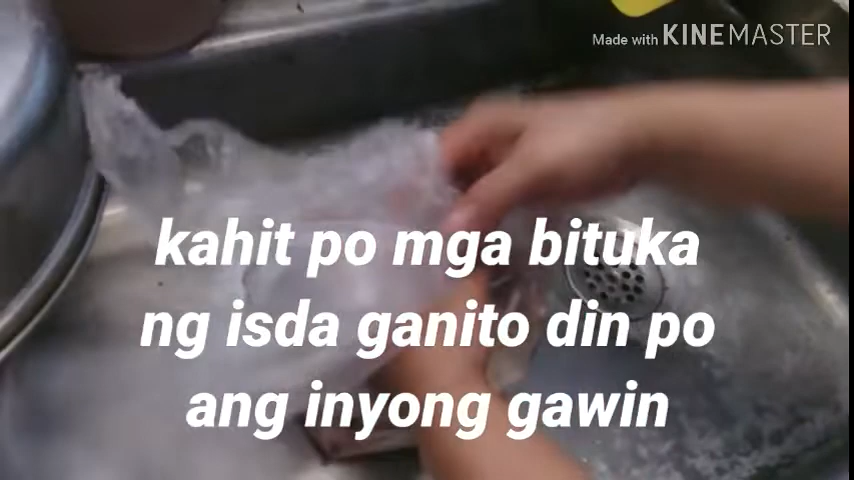 Made with KINEMASTER
kahit po mga bituka
ng isda ganito din po
ang inyong gawin